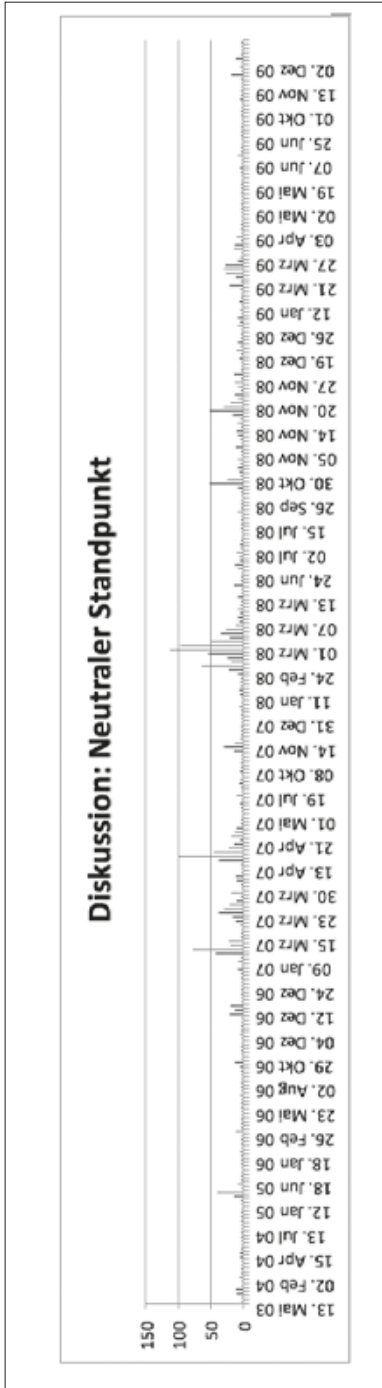 Diskussion: Neutraler Standpunkt
150
100
50
0
13. Mai 03
02. Feb 04
15. Apr 04
13. Jul 04
12. Jan 05
18. Jun 05
18. Jan 06
26. Feb 06
23. Mai 06
02. Aug 06
29. Okt 06
04. Dez 06
12. Dez 06
24. Dez 06
09. Jan 07
15. Mrz 07
23. Mrz 07
30. Mrz 07
13. Apr 07
21. Apr 07
01. Mai 07
19. Jul 07
08. Okt 07
14. Nov 07
31. Dez 07
11. Jan 08
24. Feb 08
01. Mrz 08
07. Mrz 08
13. Mrz 08
24. Jun 08
02. Jul 08
15. Jul 08
26. Sep 08
30. Okt 08
05. Nov 08
14. Nov 08
20. Nov 08
27. Nov 08
19. Dez 08
26. Dez 08
12. Jan 09
21. Mrz 09
27. Mrz 09
03. Apr 09
02. Mai 09
19. Mai 09
07. Jun 09
25. Jun 09
01. Okt 09
13. Nov 09
02. Dez 09